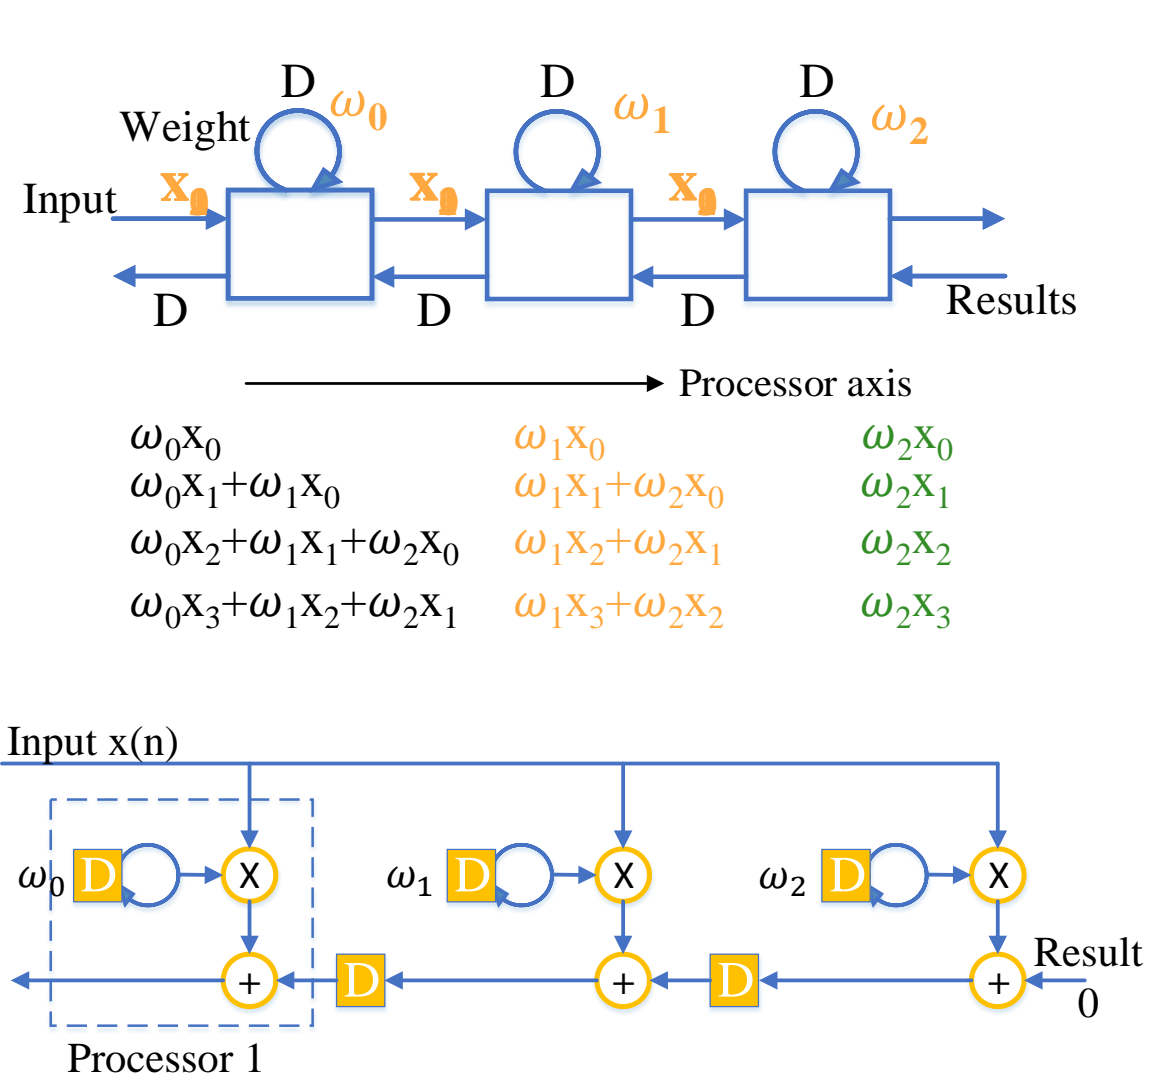 D D D
Weight ω₀ ω₁ ω₂
Input x x x
D D D Results
Processor axis
ω₀x₀ ω₁x₀ ω₂x₀
ω₀x₁+ω₁x₀ ω₁x₁+ω₂x₀ ω₂x₁
ω₀x₂+ω₁x₁+ω₂x₀ ω₁x₂+ω₂x₁ ω₂x₂
ω₀x₃+ω₁x₂+ω₂x₁ ω₁x₃+ω₂x₂ ω₂x₃
Input x(n)
ω₀ D X ω₁ D X ω₂ D X
Result
+ D + D +
0
Processor 1